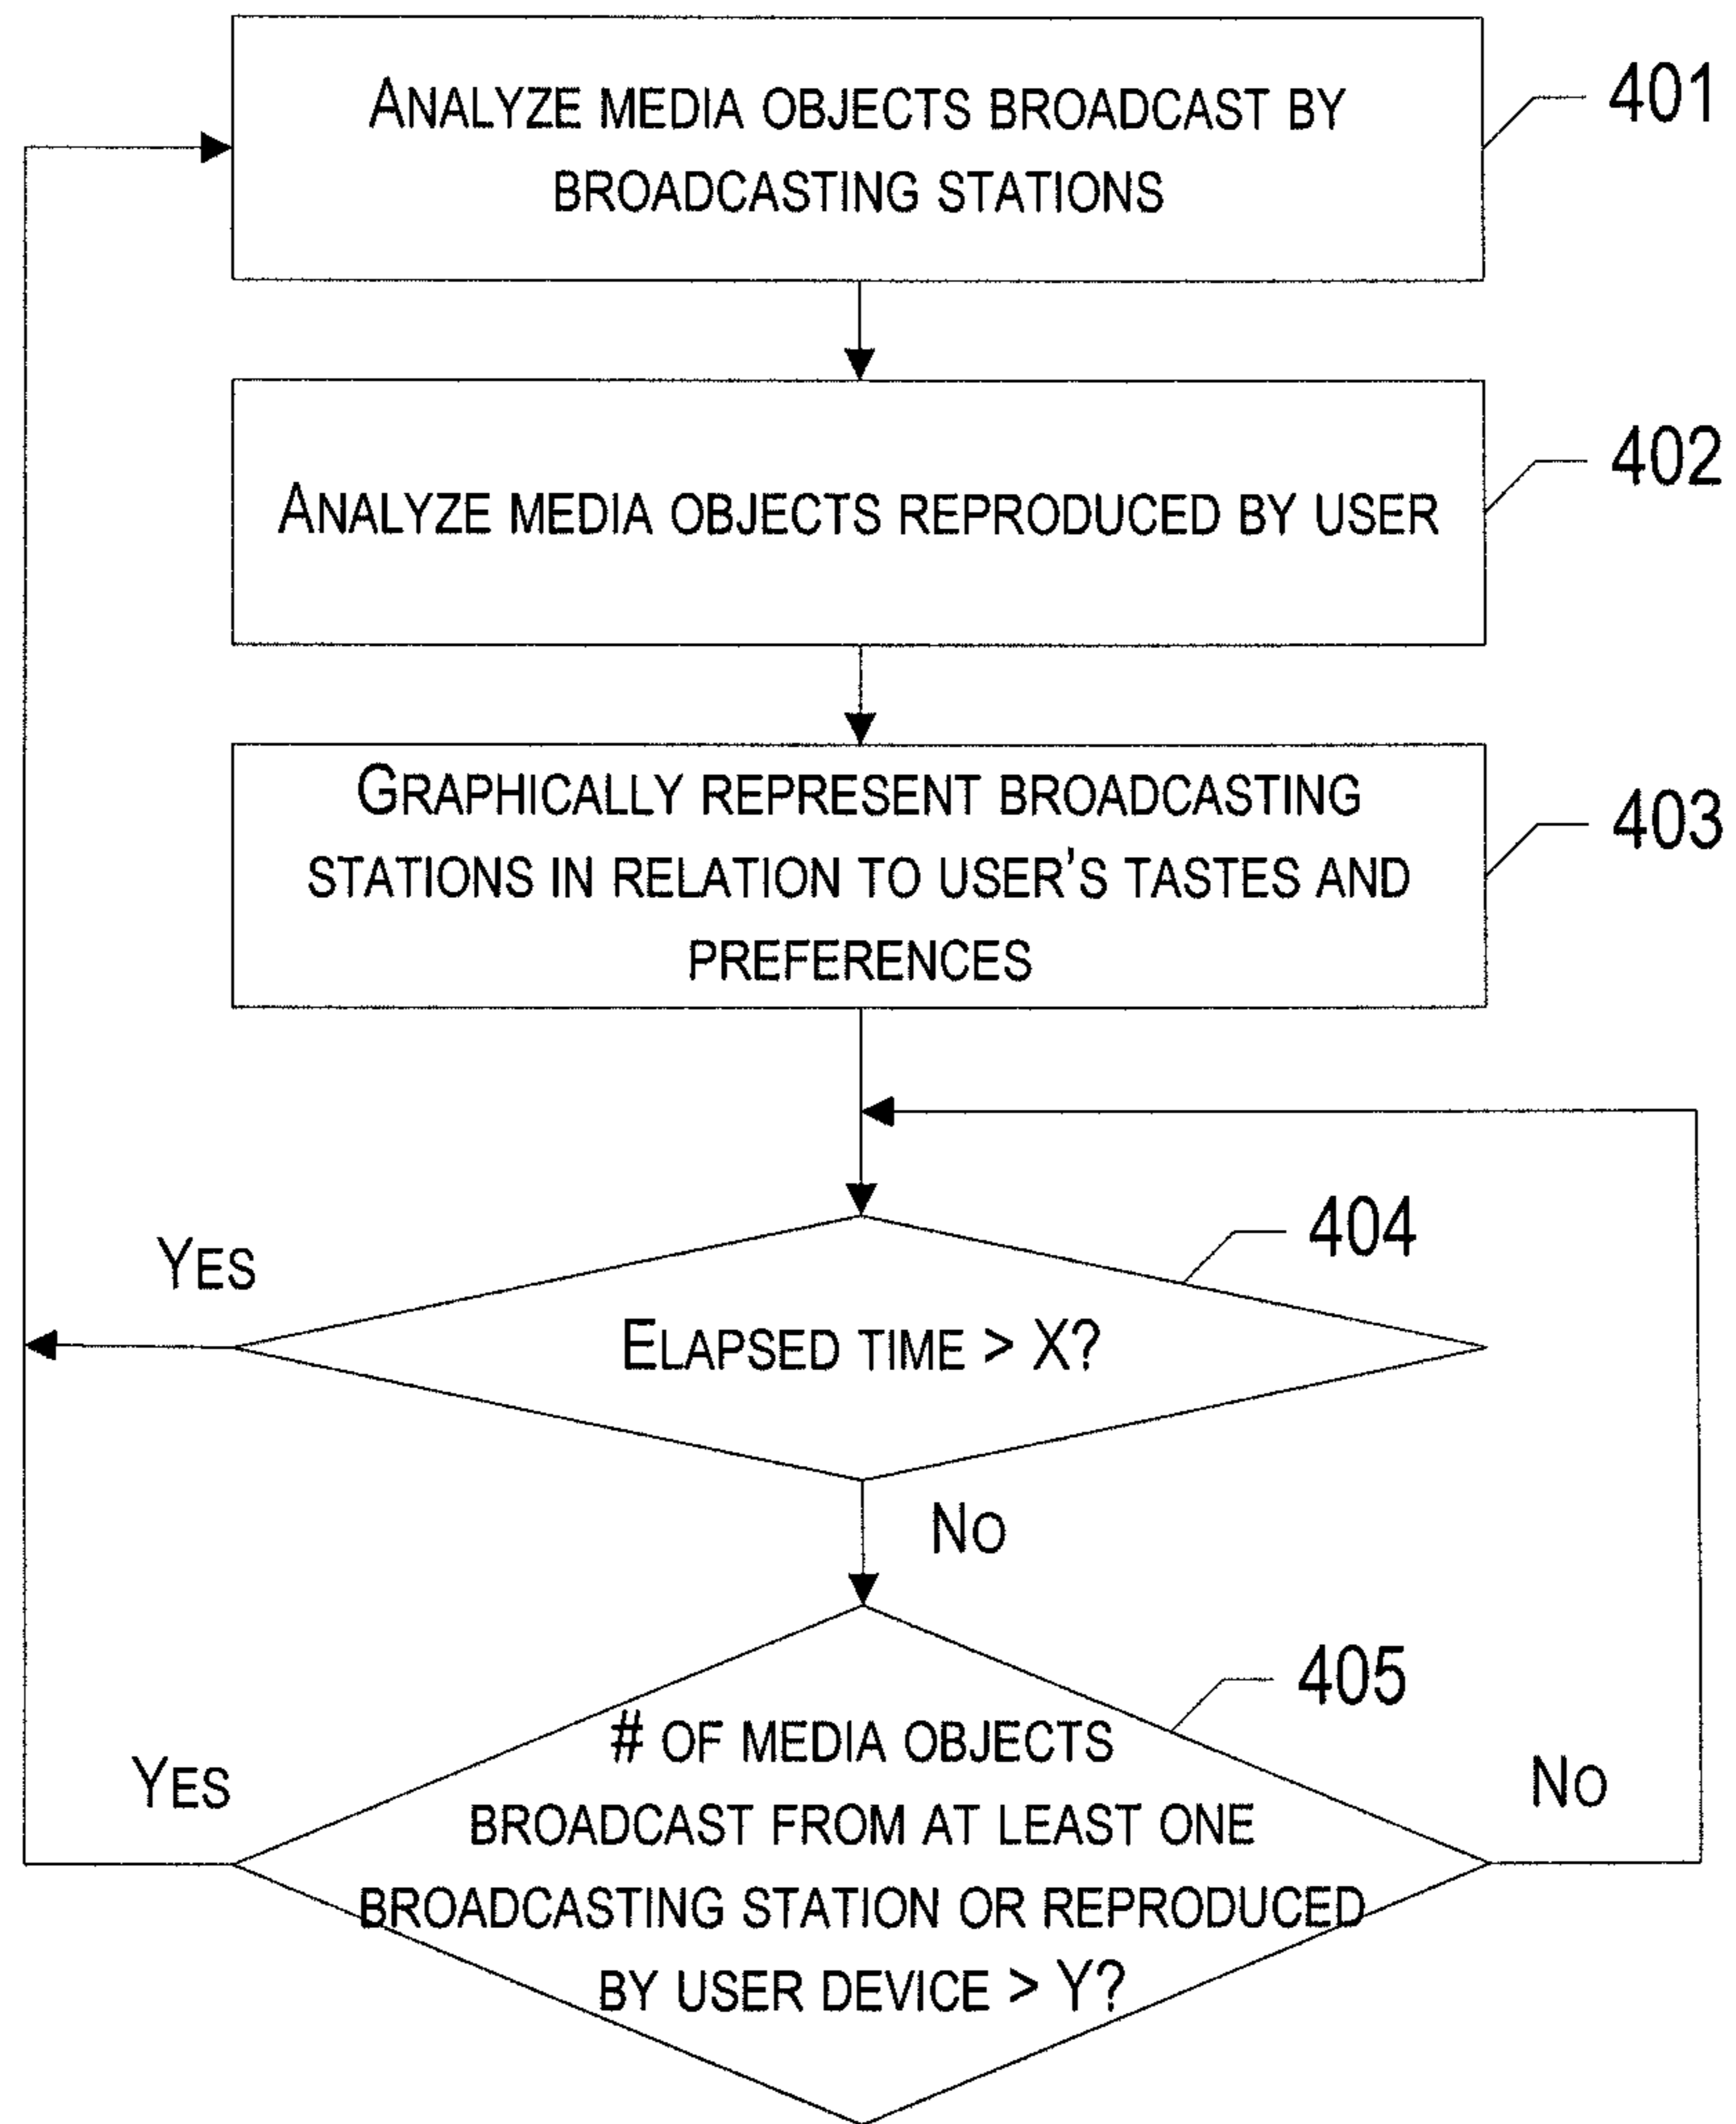 ANALYZE MEDIA OBJECTS BROADCAST BY
BROADCASTING STATIONS
401
ANALYZE MEDIA OBJECTS REPRODUCED BY USER
402
GRAPHICALLY REPRESENT BROADCASTING
STATIONS IN RELATION TO USER'S TASTES AND
PREFERENCES
403
404
YES
ELAPSED TIME > X?
NO
405
# OF MEDIA OBJECTS
BROADCAST FROM AT LEAST ONE
BROADCASTING STATION OR REPRODUCED
BY USER DEVICE > Y?
YES
NO